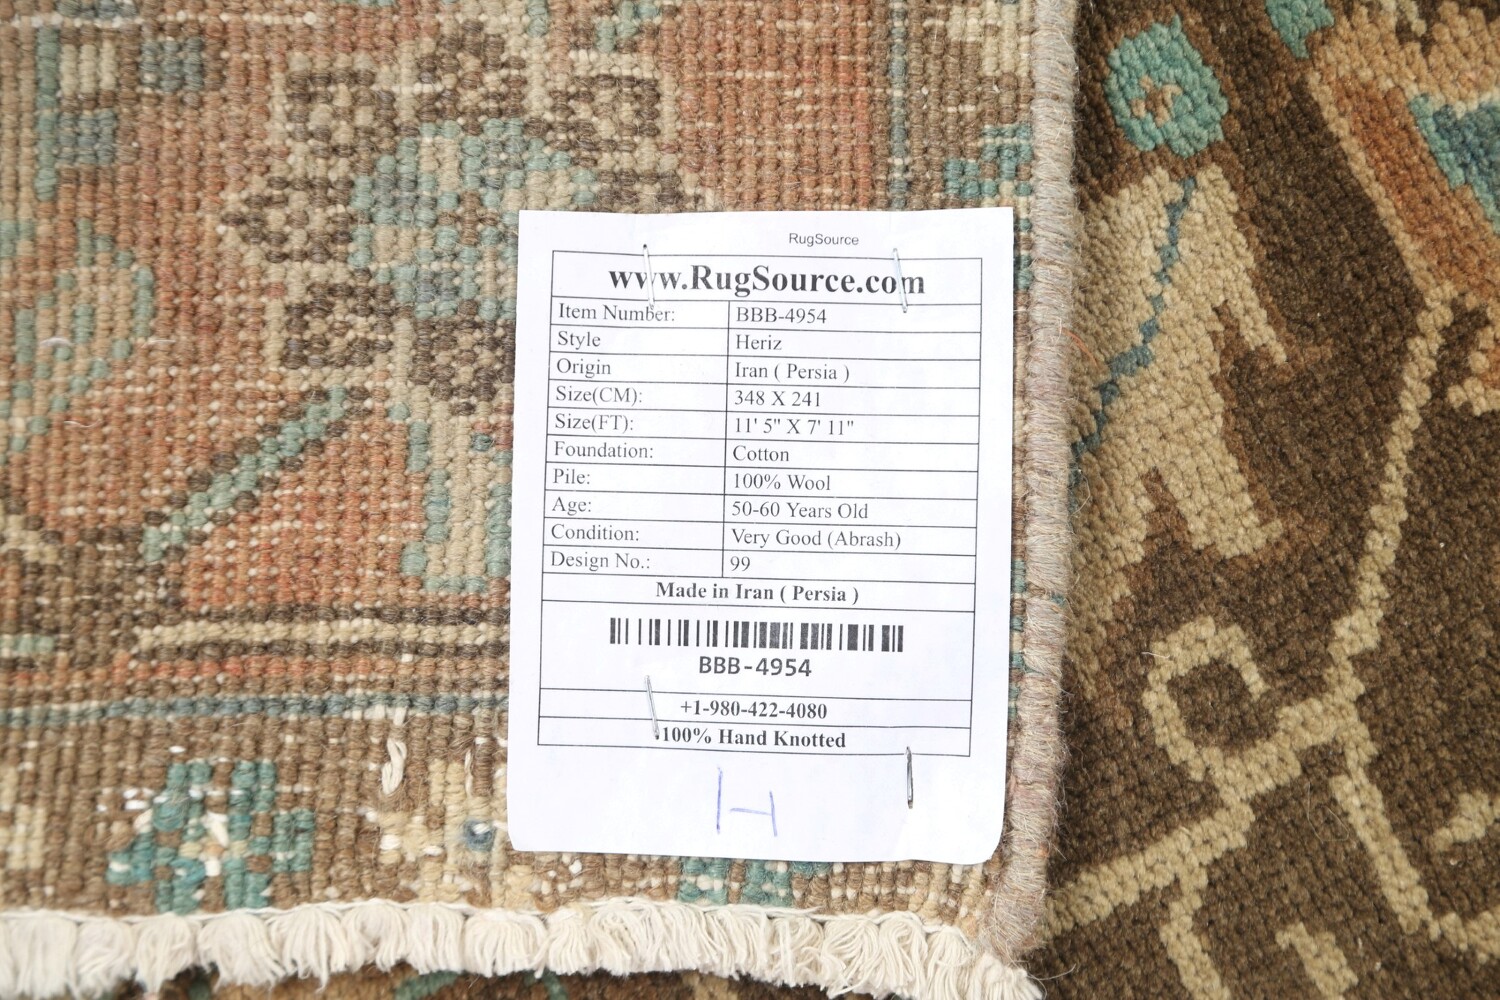 RugSource
www.RugSource.com
Item Number: BBB-4954
Style Heriz
Origin Iran ( Persia )
Size(CM): 348 X 241
Size(FT): 11' 5" X 7' 11"
Foundation: Cotton
Pile: 100% Wool
Age: 50-60 Years Old
Condition: Very Good (Abrash)
Design No.: 99
Made in Iran ( Persia )
BBB-4954
+1-980-422-4080
100% Hand Knotted
H